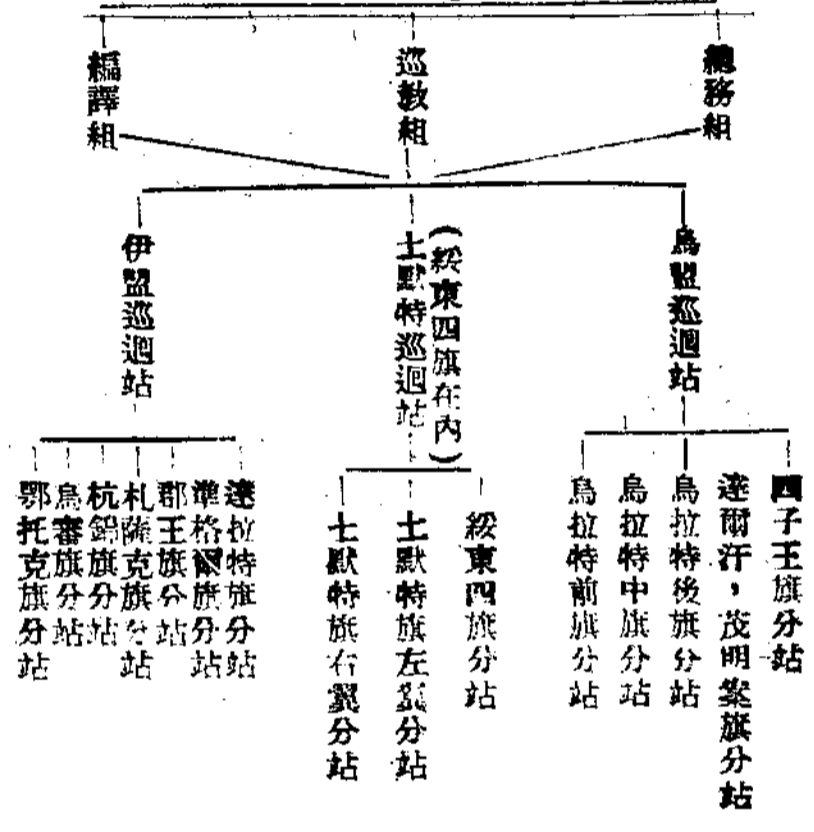 總務組
巡教組
編譯組
烏盟巡迴站
(綏東四旗在內)
土默特巡迴站
伊盟巡迴站
四子王旗分站
達爾汗，茂明安旗分站
烏拉特後旗分站
烏拉特中旗分站
烏拉特前旗分站
綏東四旗分站
土默特旗左翼分站
土默特旗右翼分站
達拉特旗分站
準格爾旗分站
郡王旗分站
札薩克旗分站
杭錦旗分站
烏審旗分站
鄂托克旗分站